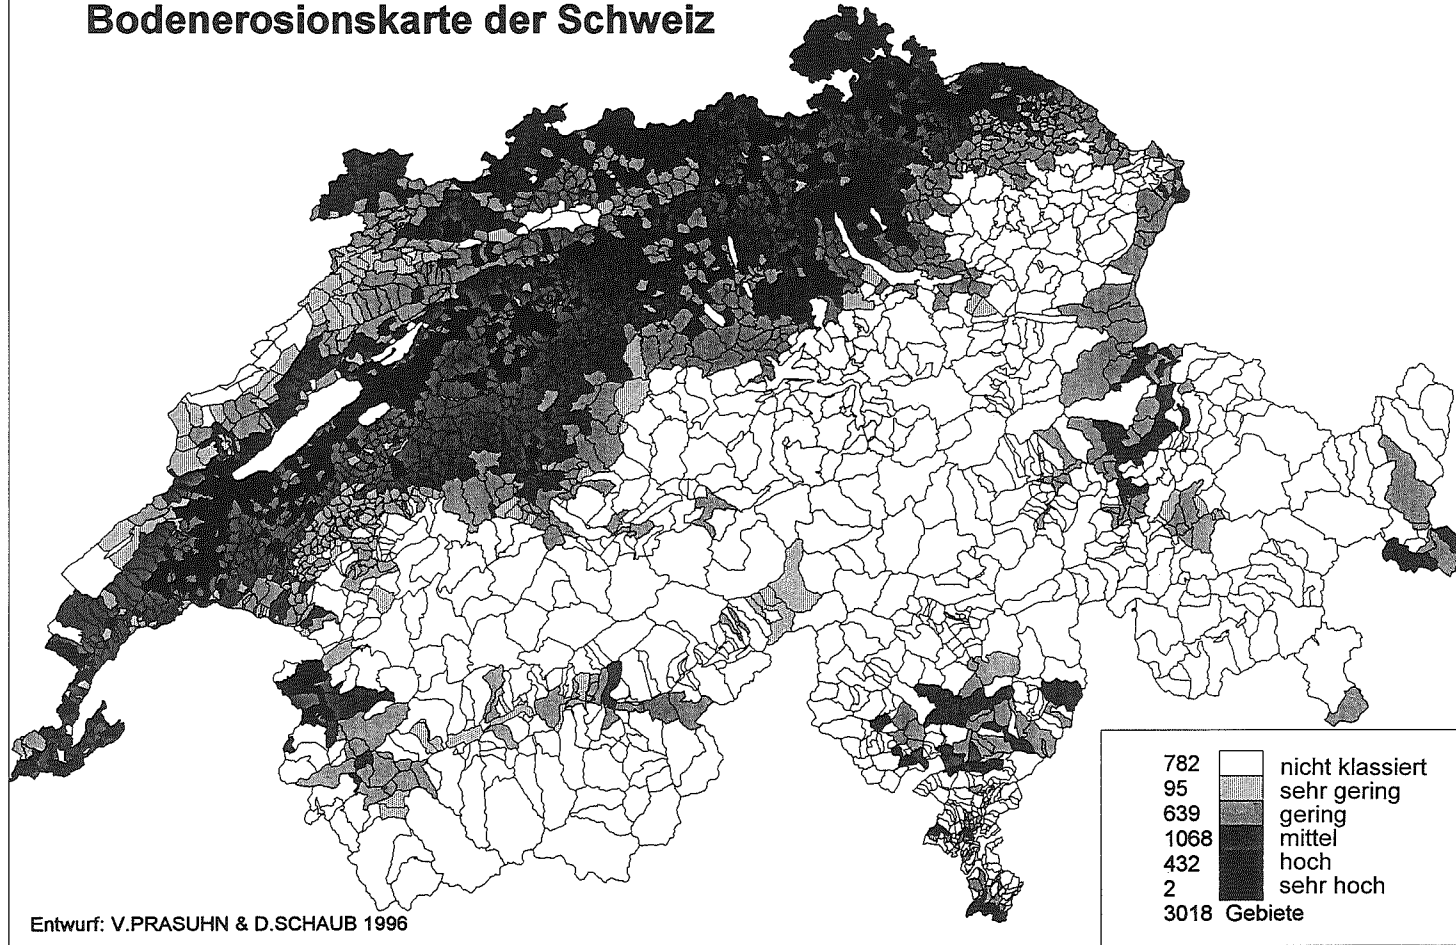 Bodenerosionskarte der Schweiz
782 nicht klassiert
95 sehr gering
639 gering
1068 mittel
432 hoch
2 sehr hoch
3018 Gebiete
Entwurf: V.PRASUHN & D.SCHAUB 1996